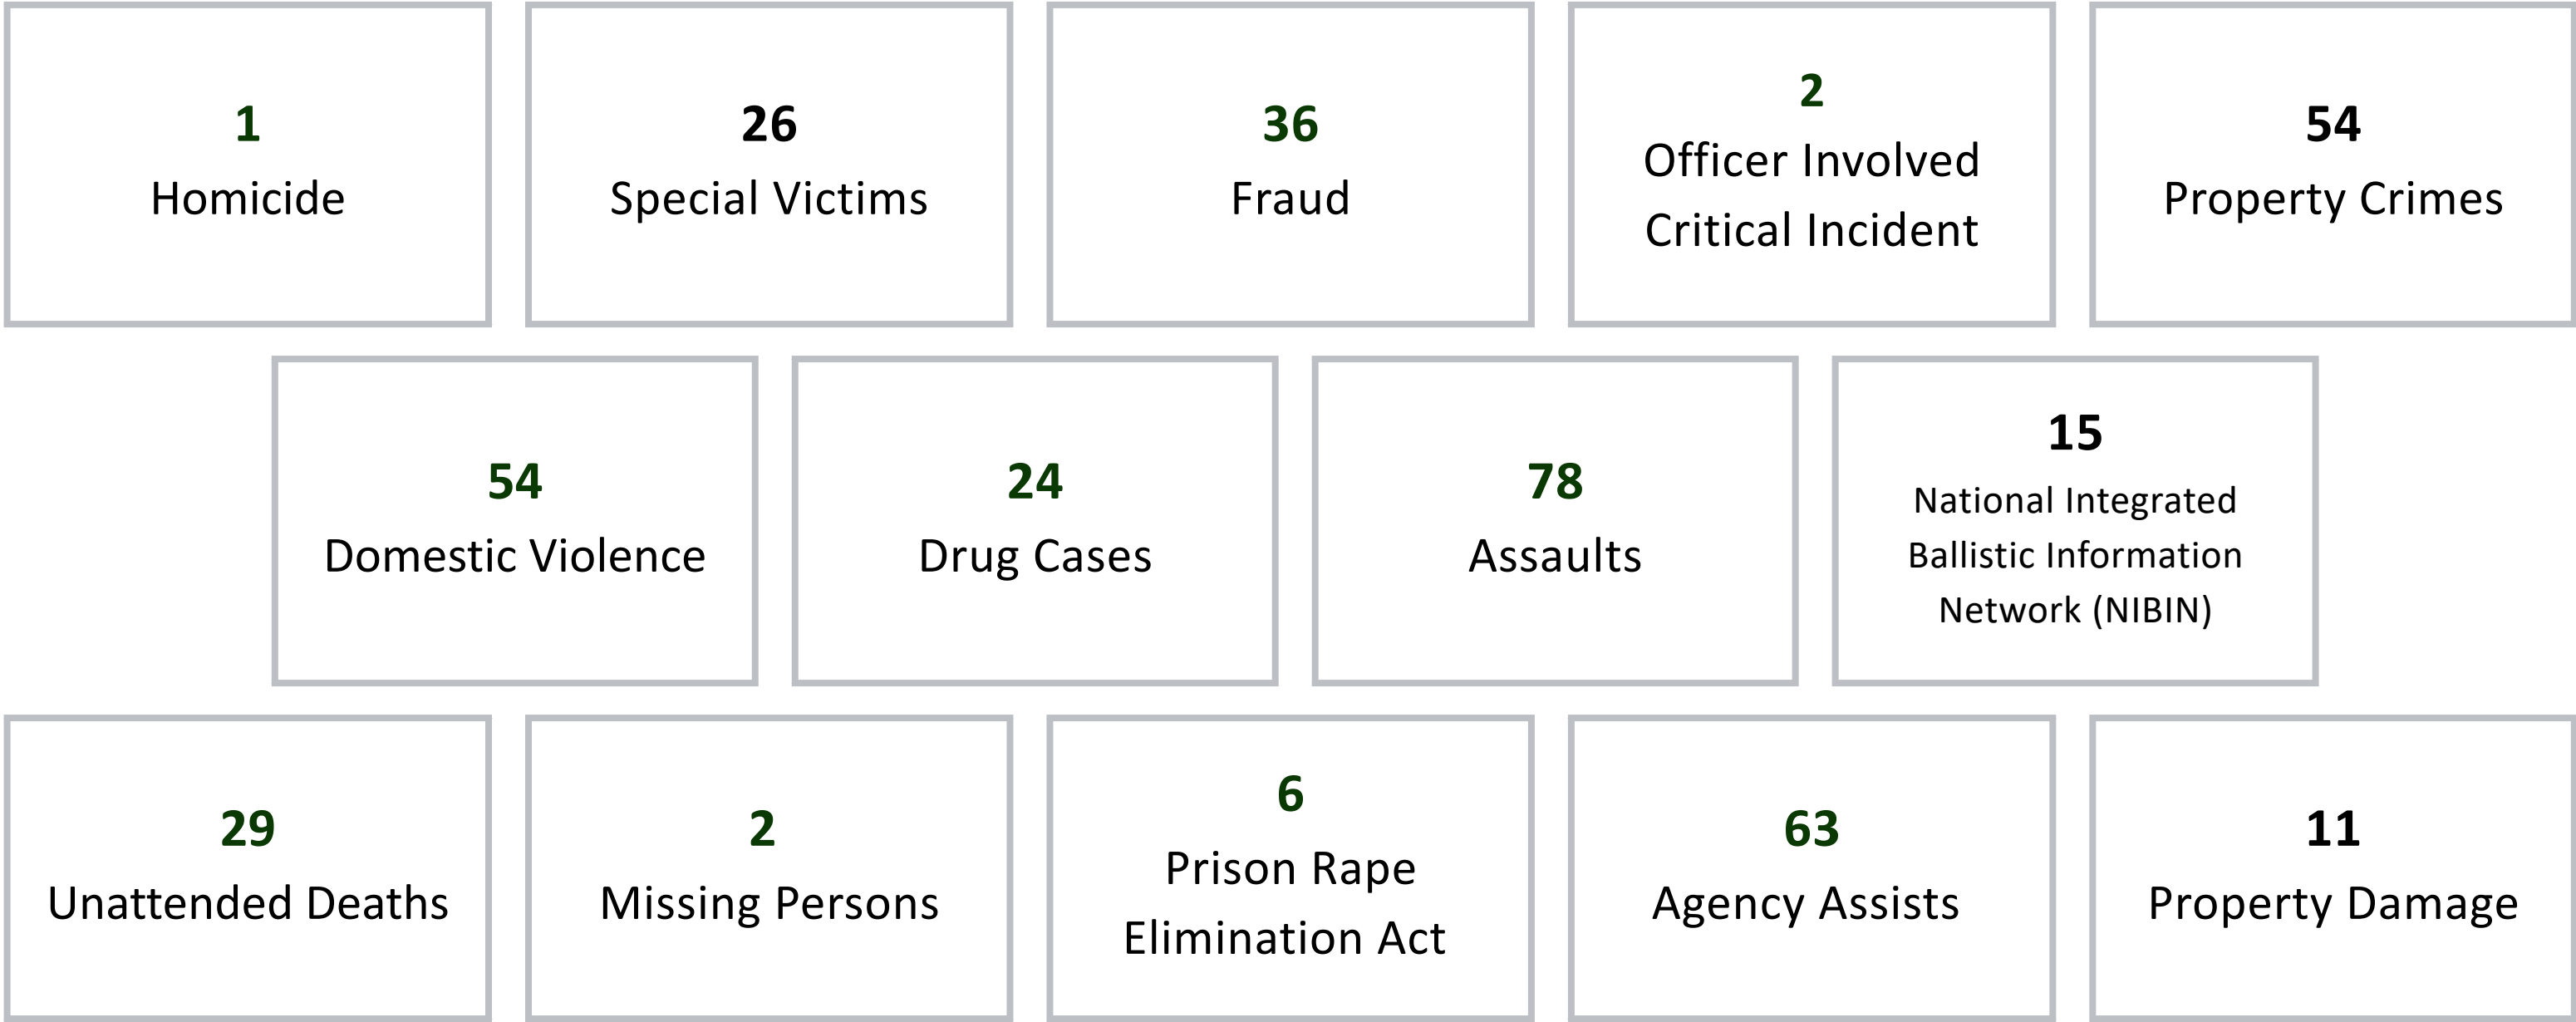 1
Homicide
26
Special Victims
36
Fraud
2
Officer Involved
Critical Incident
54
Property Crimes
54
Domestic Violence
24
Drug Cases
78
Assaults
15
National Integrated
Ballistic Information
Network (NIBIN)
29
Unattended Deaths
2
Missing Persons
6
Prison Rape
Elimination Act
63
Agency Assists
11
Property Damage